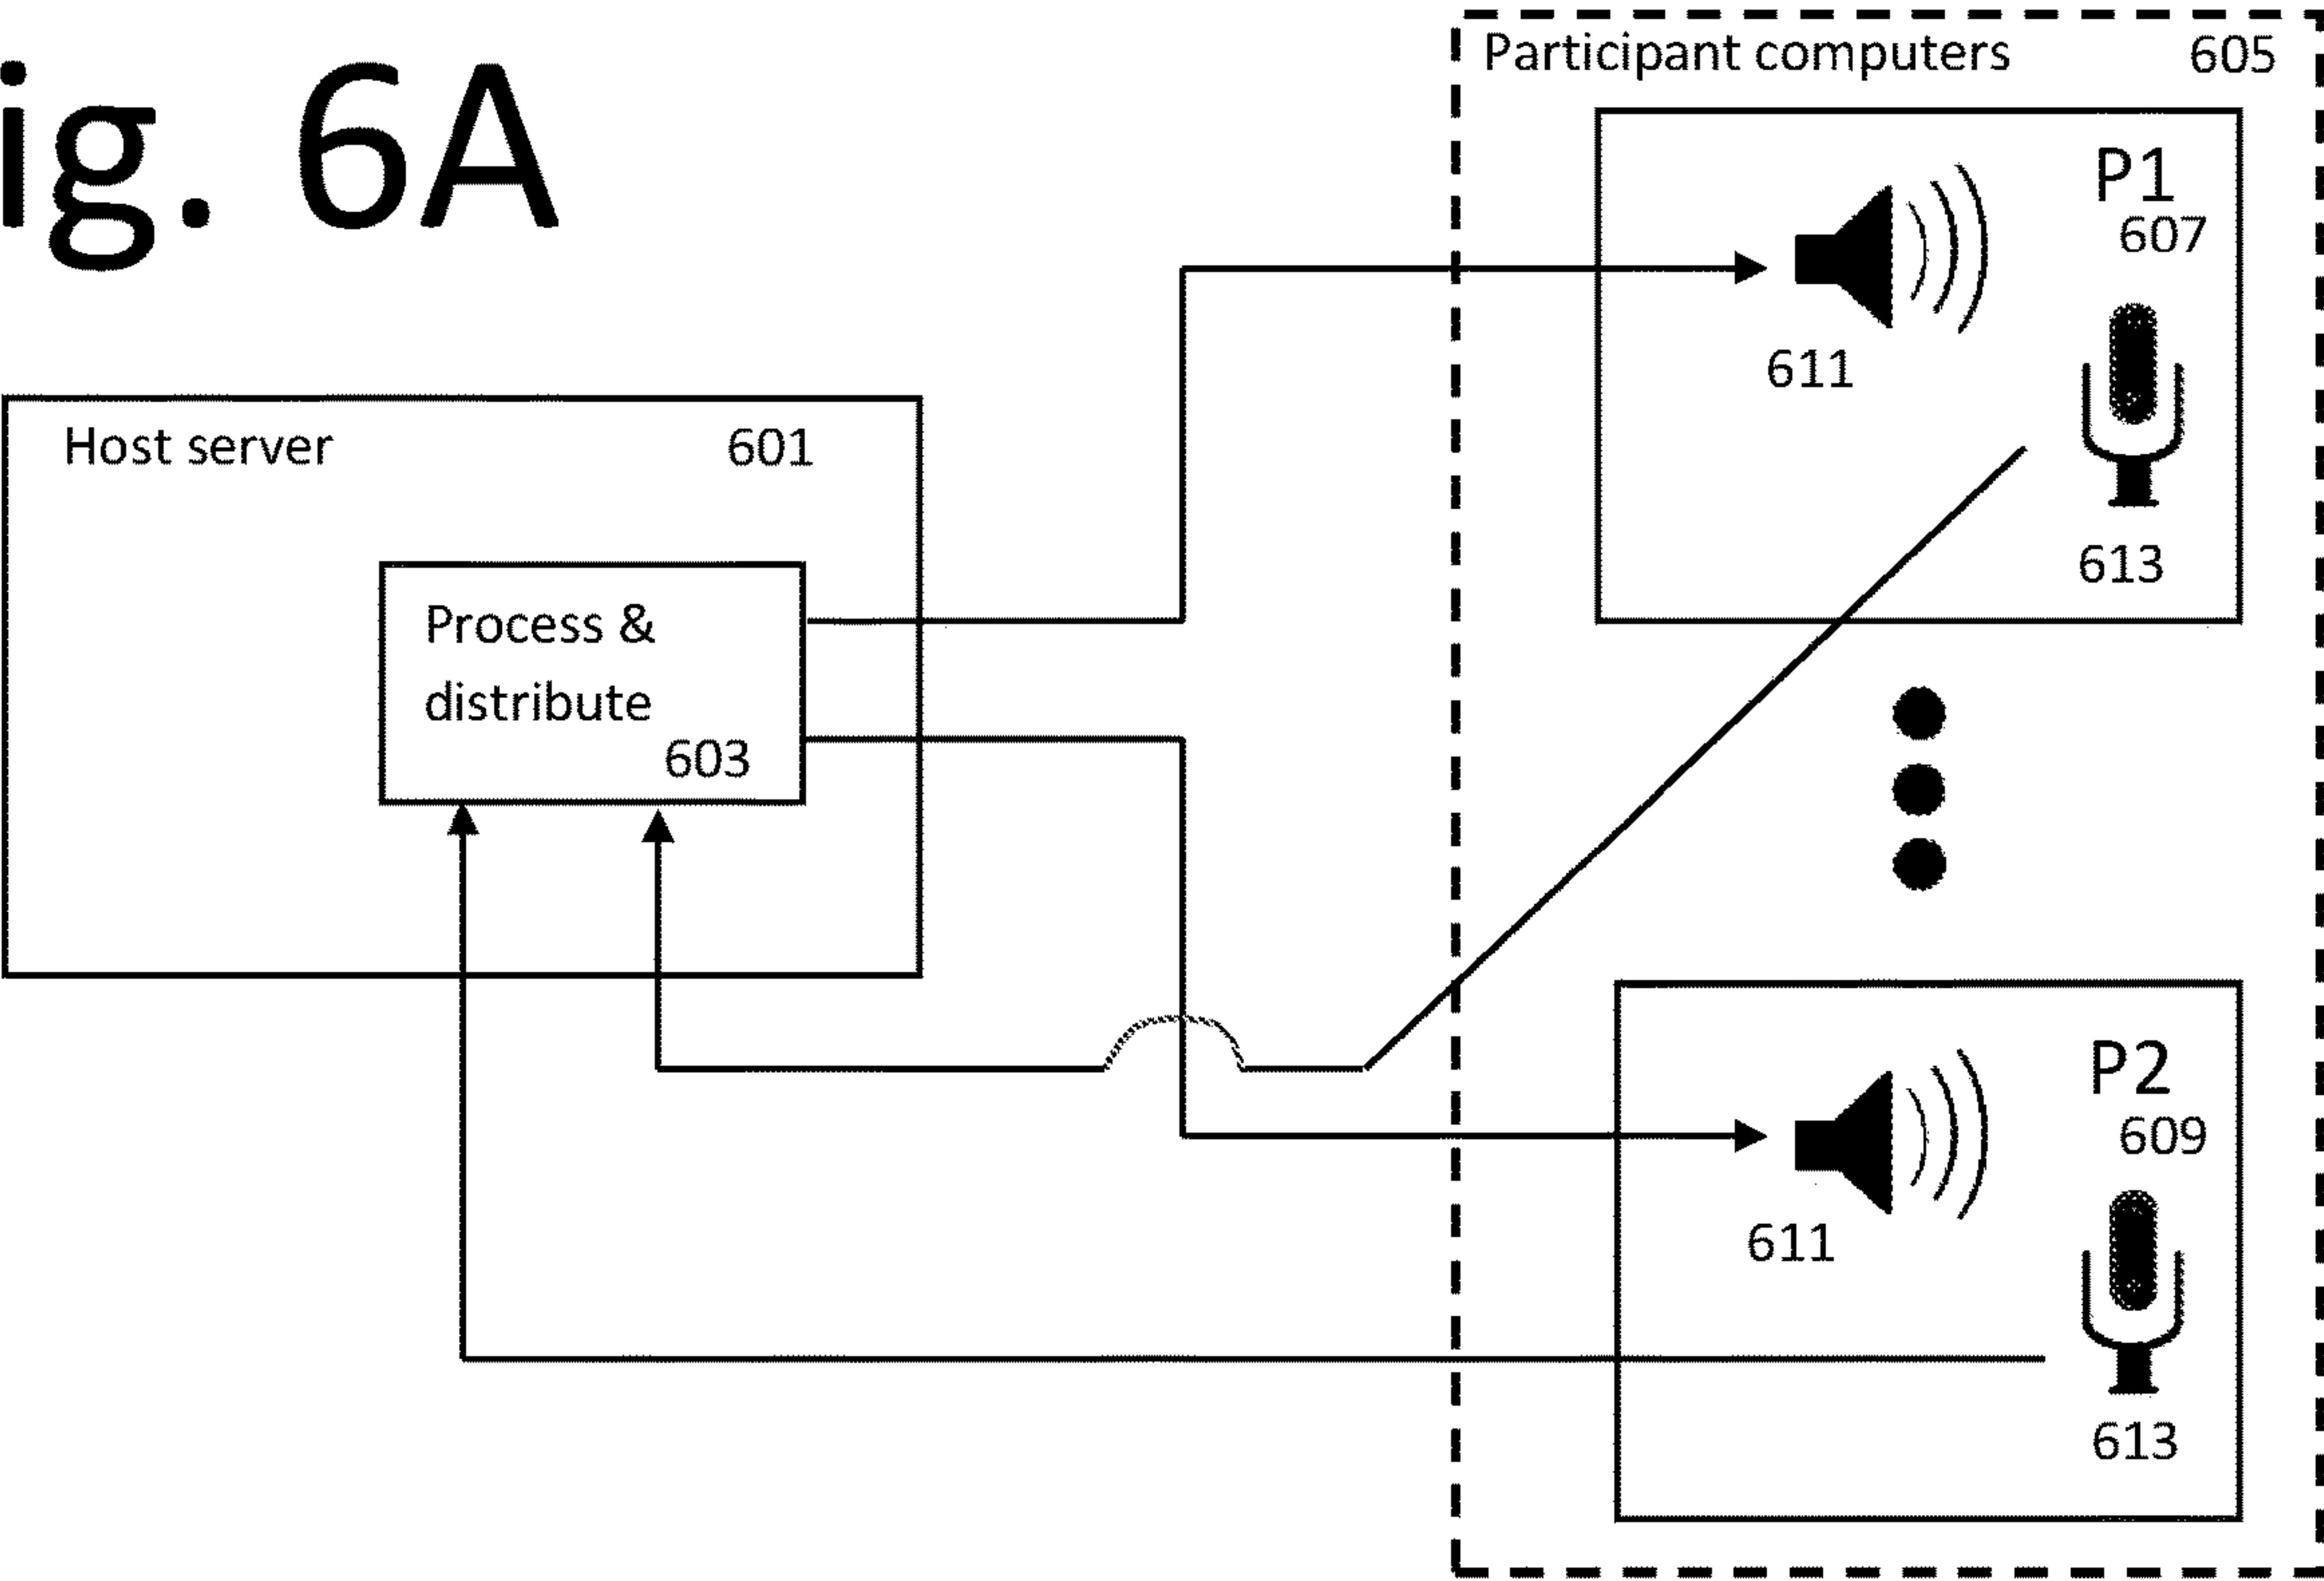 ig. 6A
Participant computers 605
P1
607
611
613
Host server 601
Process &
distribute
603
P2
609
611
613